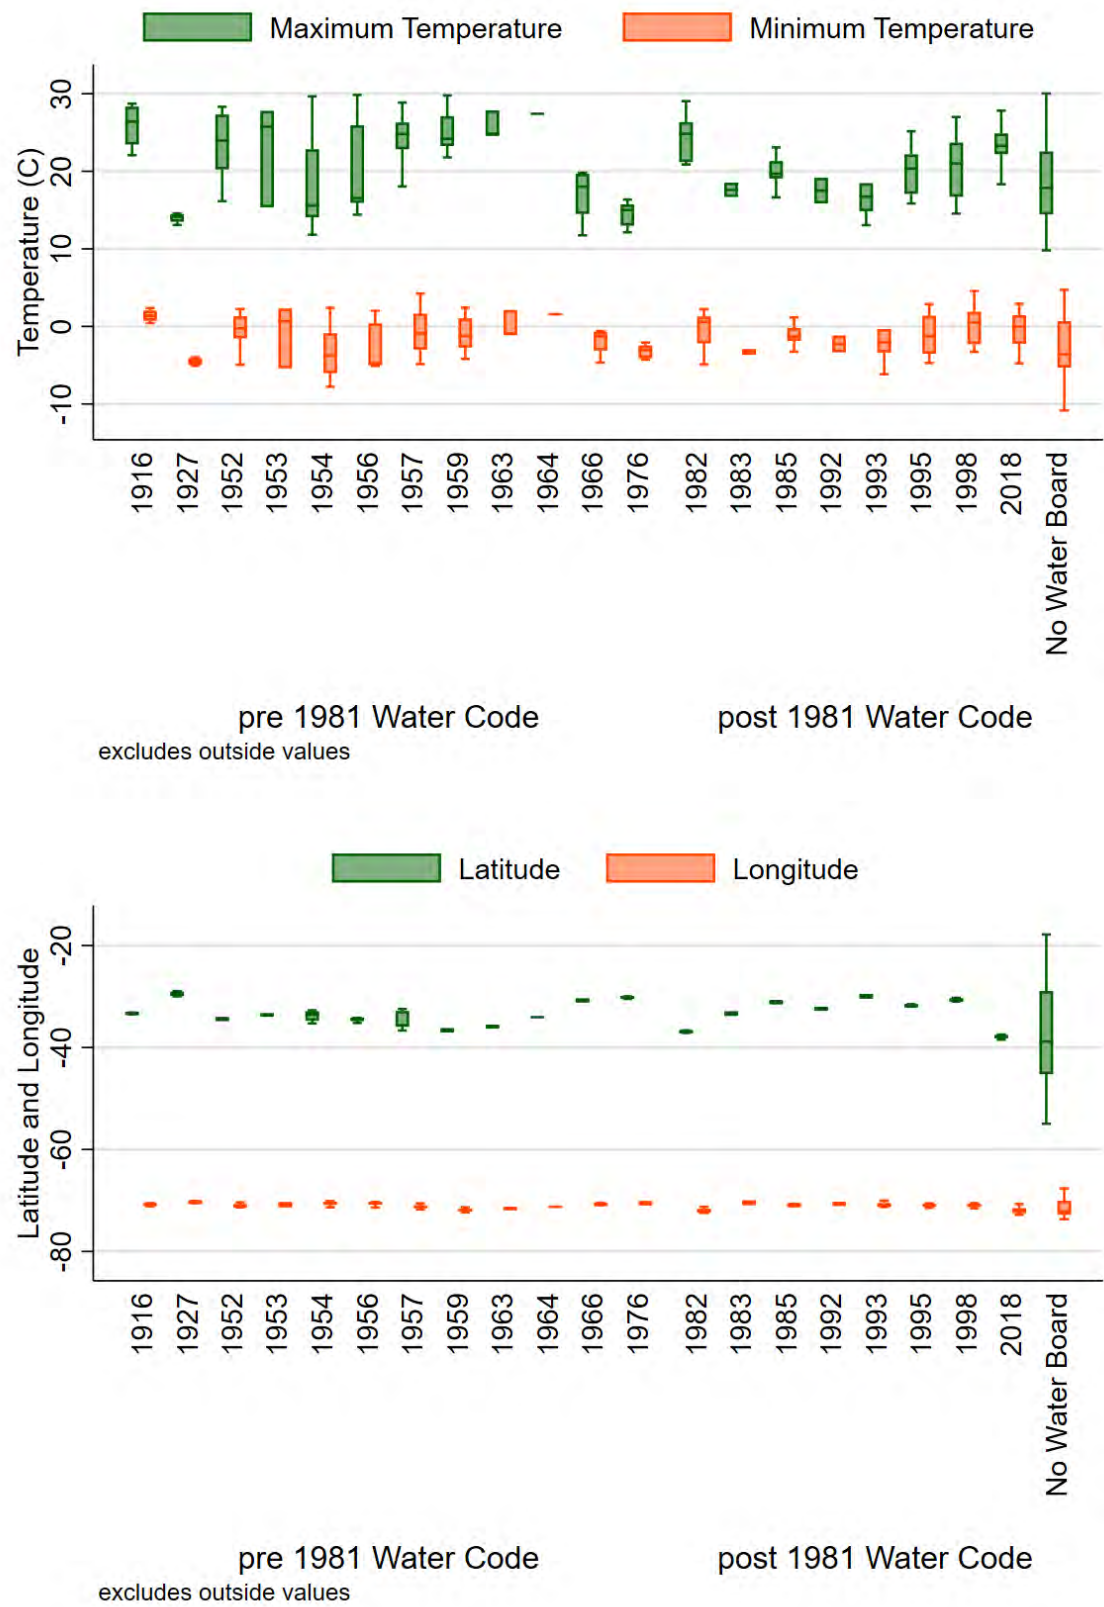 Maximum Temperature Minimum Temperature
Temperature (C)
30
20
10
0
-10
1916 1927 1952 1953 1954 1956 1957 1959 1963 1964 1966 1976 1982 1983 1985 1992 1993 1995 1998 2018 No Water Board
pre 1981 Water Code post 1981 Water Code
excludes outside values
Latitude Longitude
Latitude and Longitude
-20
-40
-60
-80
1916 1927 1952 1953 1954 1956 1957 1959 1963 1964 1966 1976 1982 1983 1985 1992 1993 1995 1998 2018 No Water Board
pre 1981 Water Code post 1981 Water Code
excludes outside values